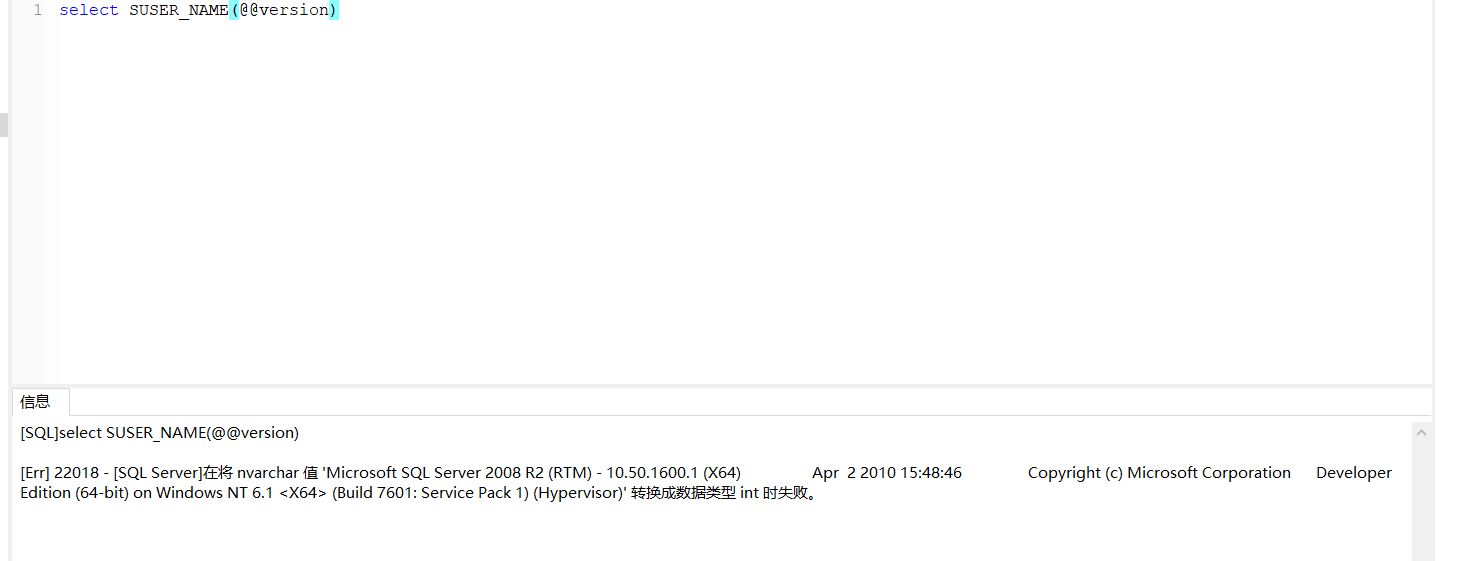 1 select SUSER_NAME(@@version)
信息
[SQL]select SUSER_NAME(@@version)
[Err] 22018 - [SQL Server]在将 nvarchar 值 'Microsoft SQL Server 2008 R2 (RTM) - 10.50.1600.1 (X64) Apr 2 2010 15:48:46 Copyright (c) Microsoft Corporation Developer
Edition (64-bit) on Windows NT 6.1 <X64> (Build 7601: Service Pack 1) (Hypervisor)' 转换成数据类型 int 时失败。